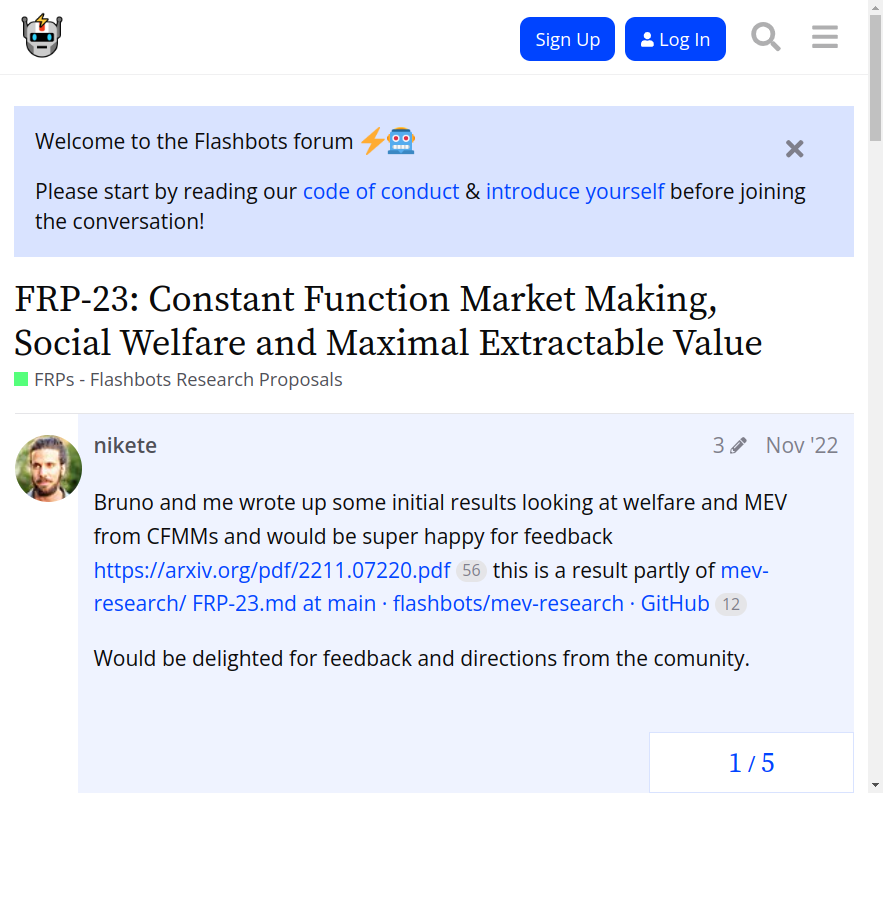 Sign Up
Log In
Welcome to the Flashbots forum
Please start by reading our code of conduct & introduce yourself before joining
the conversation!
FRP-23: Constant Function Market Making,
Social Welfare and Maximal Extractable Value
FRPs - Flashbots Research Proposals
nikete
3
Nov '22
Bruno and me wrote up some initial results looking at welfare and MEV
from CFMMs and would be super happy for feedback
https://arxiv.org/pdf/2211.07220.pdf 56 this is a result partly of mev-
research/ FRP-23.md at main · flashbots/mev-research · GitHub 12
Would be delighted for feedback and directions from the comunity.
1 / 5